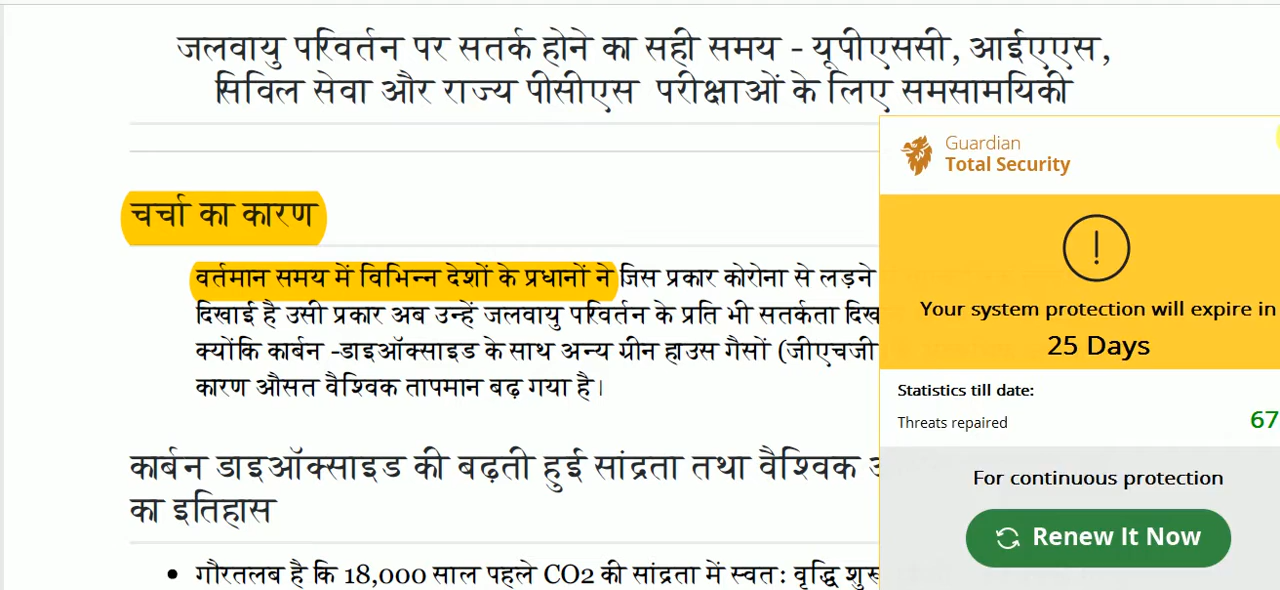 जलवायु परिवर्तन पर सतर्क होने का सही समय - यूपीएससी, आईएएस,
सिविल सेवा और राज्य पीसीएस परीक्षाओं के लिए समसामयिकी
चर्चा का कारण
वर्तमान समय में विभिन्न देशों के प्रधानों ने जिस प्रकार कोरोना से लड़ने
दिखाई है उसी प्रकार अब उन्हें जलवायु परिवर्तन के प्रति भी सतर्कता
क्योंकि कार्बन -डाइऑक्साइड के साथ अन्य ग्रीन हाउस गैसों (जीएचजी
कारण औसत वैश्विक तापमान बढ़ गया है।
कार्बन डाइऑक्साइड की बढ़ती हुई सांद्रता तथा वैश्विक
का इतिहास
• गौरतलब है कि 18,000 साल पहले CO2 की सांद्रता में स्वत: वृद्धि
Guardian
Total Security
!
Your system protection will expire in
25 Days
Statistics till date:
Threats repaired 67
For continuous protection
Renew It Now